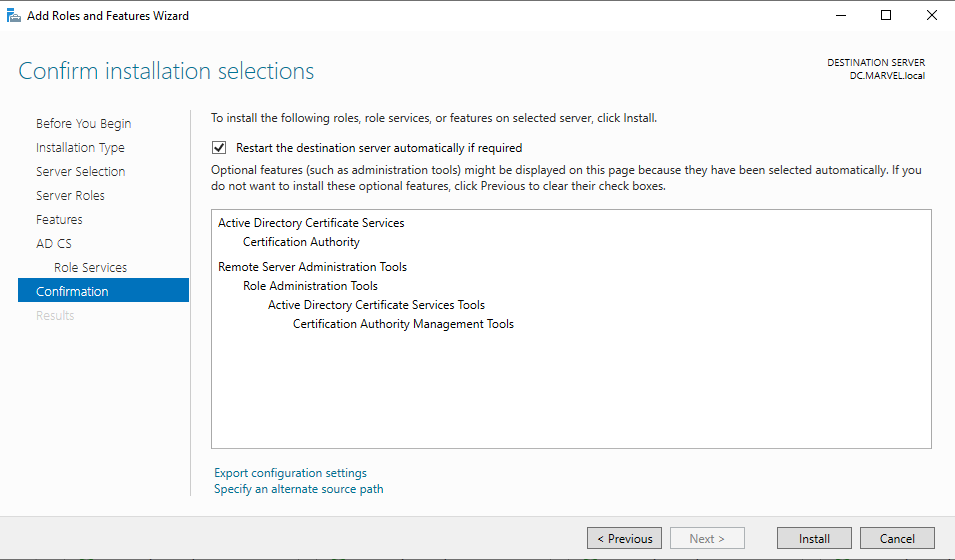 Add Roles and Features Wizard
Confirm installation selections
DESTINATION SERVER
DC.MARVEL.local
Before You Begin
Installation Type
Server Selection
Server Roles
Features
AD CS
Role Services
Confirmation
Results
To install the following roles, role services, or features on selected server, click Install.
Restart the destination server automatically if required
Optional features (such as administration tools) might be displayed on this page because they have been selected automatically. If you
do not want to install these optional features, click Previous to clear their check boxes.
Active Directory Certificate Services
Certification Authority
Remote Server Administration Tools
Role Administration Tools
Active Directory Certificate Services Tools
Certification Authority Management Tools
Export configuration settings
Specify an alternate source path
< Previous
Next >
Install
Cancel